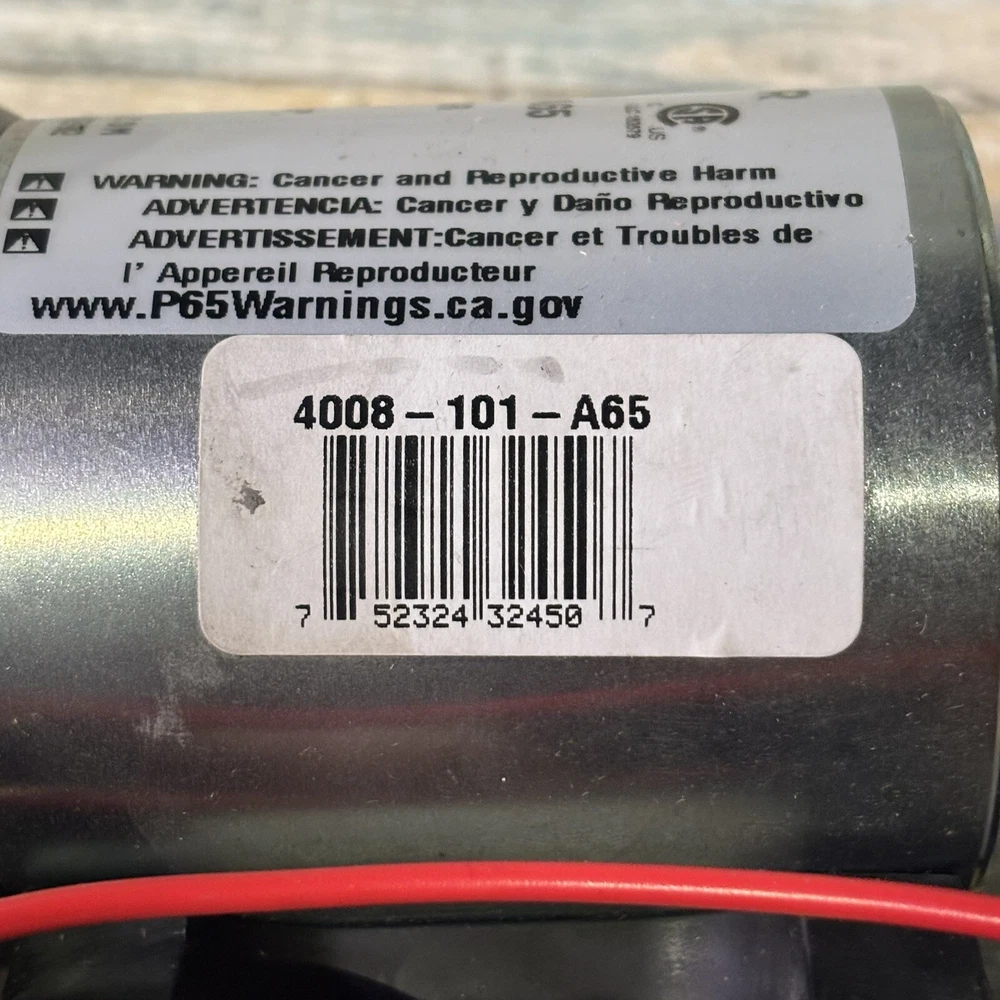 WARNING: Cancer and Reproductive Harm
ADVERTENCIA: Cancer y Daño Reproductivo
ADVERTISSEMENT:Cancer et Troubles de
l' Appereil Reproducteur
www.P65Warnings.ca.gov
4008-101-A65
7 52324 32450 7